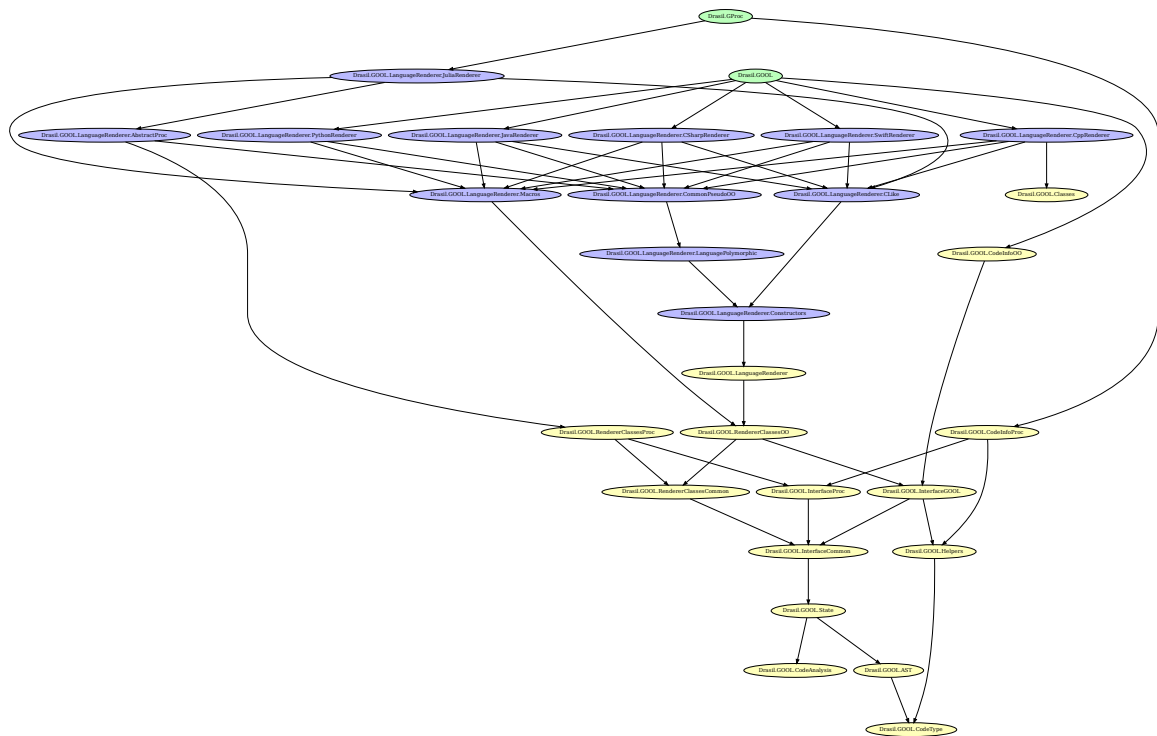 Drasil.GProc
Drasil.GOOL.LanguageRenderer.JuliaRenderer
Drasil.GOOL
Drasil.GOOL.LanguageRenderer.AbstractProc
Drasil.GOOL.LanguageRenderer.PythonRenderer
Drasil.GOOL.LanguageRenderer.JavaRenderer
Drasil.GOOL.LanguageRenderer.CSharpRenderer
Drasil.GOOL.LanguageRenderer.SwiftRenderer
Drasil.GOOL.LanguageRenderer.CppRenderer
Drasil.GOOL.LanguageRenderer.Macros
Drasil.GOOL.LanguageRenderer.CommonPseudoOO
Drasil.GOOL.LanguageRenderer.CLike
Drasil.GOOL.Classes
Drasil.GOOL.LanguageRenderer.LanguagePolymorphic
Drasil.GOOL.CodeInfoOO
Drasil.GOOL.LanguageRenderer.Constructors
Drasil.GOOL.LanguageRenderer
Drasil.GOOL.RendererClassesProc
Drasil.GOOL.RendererClassesOO
Drasil.GOOL.CodeInfoProc
Drasil.GOOL.RendererClassesCommon
Drasil.GOOL.InterfaceProc
Drasil.GOOL.InterfaceGOOL
Drasil.GOOL.InterfaceCommon
Drasil.GOOL.Helpers
Drasil.GOOL.State
Drasil.GOOL.CodeAnalysis
Drasil.GOOL.AST
Drasil.GOOL.CodeType